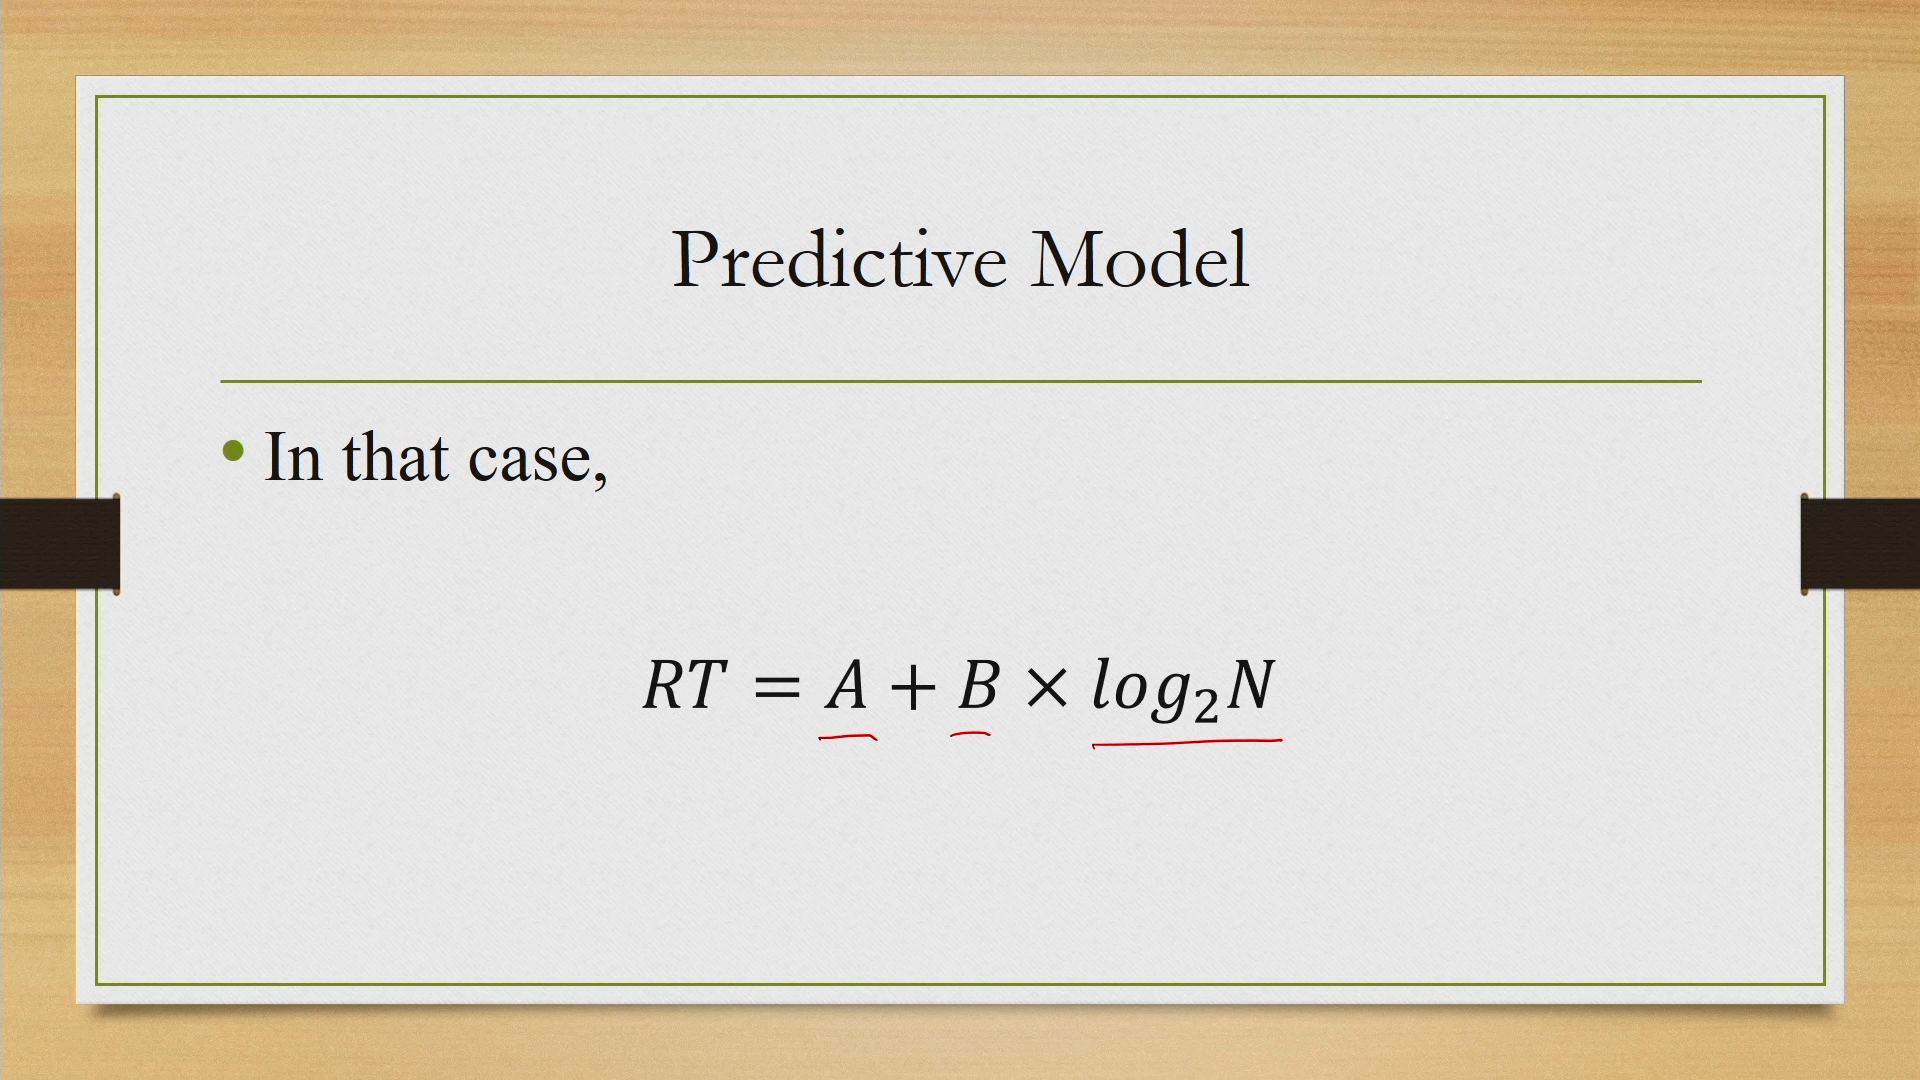 Predictive Model
• In that case,
RT = A + B × log₂N